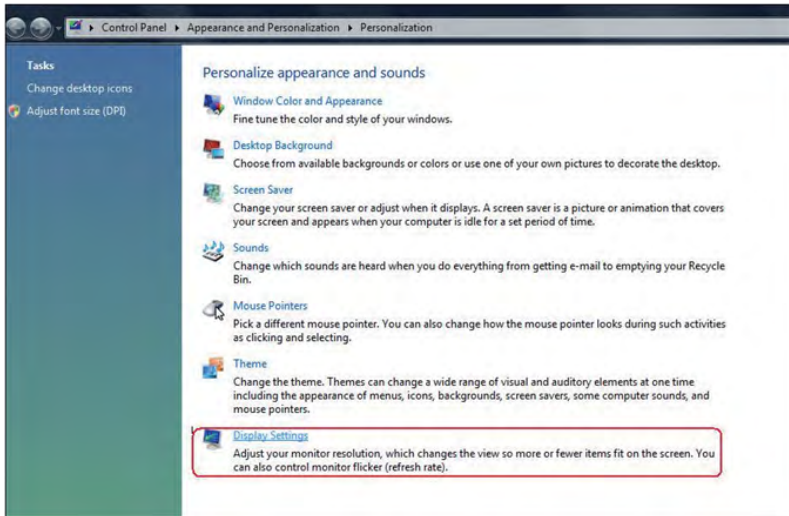 Control Panel ▸ Appearance and Personalization ▸ Personalization
Tasks
Change desktop icons
Adjust font size (DPI)
Personalize appearance and sounds
Window Color and Appearance
Fine tune the color and style of your windows.
Desktop Background
Choose from available backgrounds or colors or use one of your own pictures to decorate the desktop.
Screen Saver
Change your screen saver or adjust when it displays. A screen saver is a picture or animation that covers
your screen and appears when your computer is idle for a set period of time.
Sounds
Change which sounds are heard when you do everything from getting e-mail to emptying your Recycle
Bin.
Mouse Pointers
Pick a different mouse pointer. You can also change how the mouse pointer looks during such activities
as clicking and selecting.
Theme
Change the theme. Themes can change a wide range of visual and auditory elements at one time
including the appearance of menus, icons, backgrounds, screen savers, some computer sounds, and
mouse pointers.
Display Settings
Adjust your monitor resolution, which changes the view so more or fewer items fit on the screen. You
can also control monitor flicker (refresh rate).